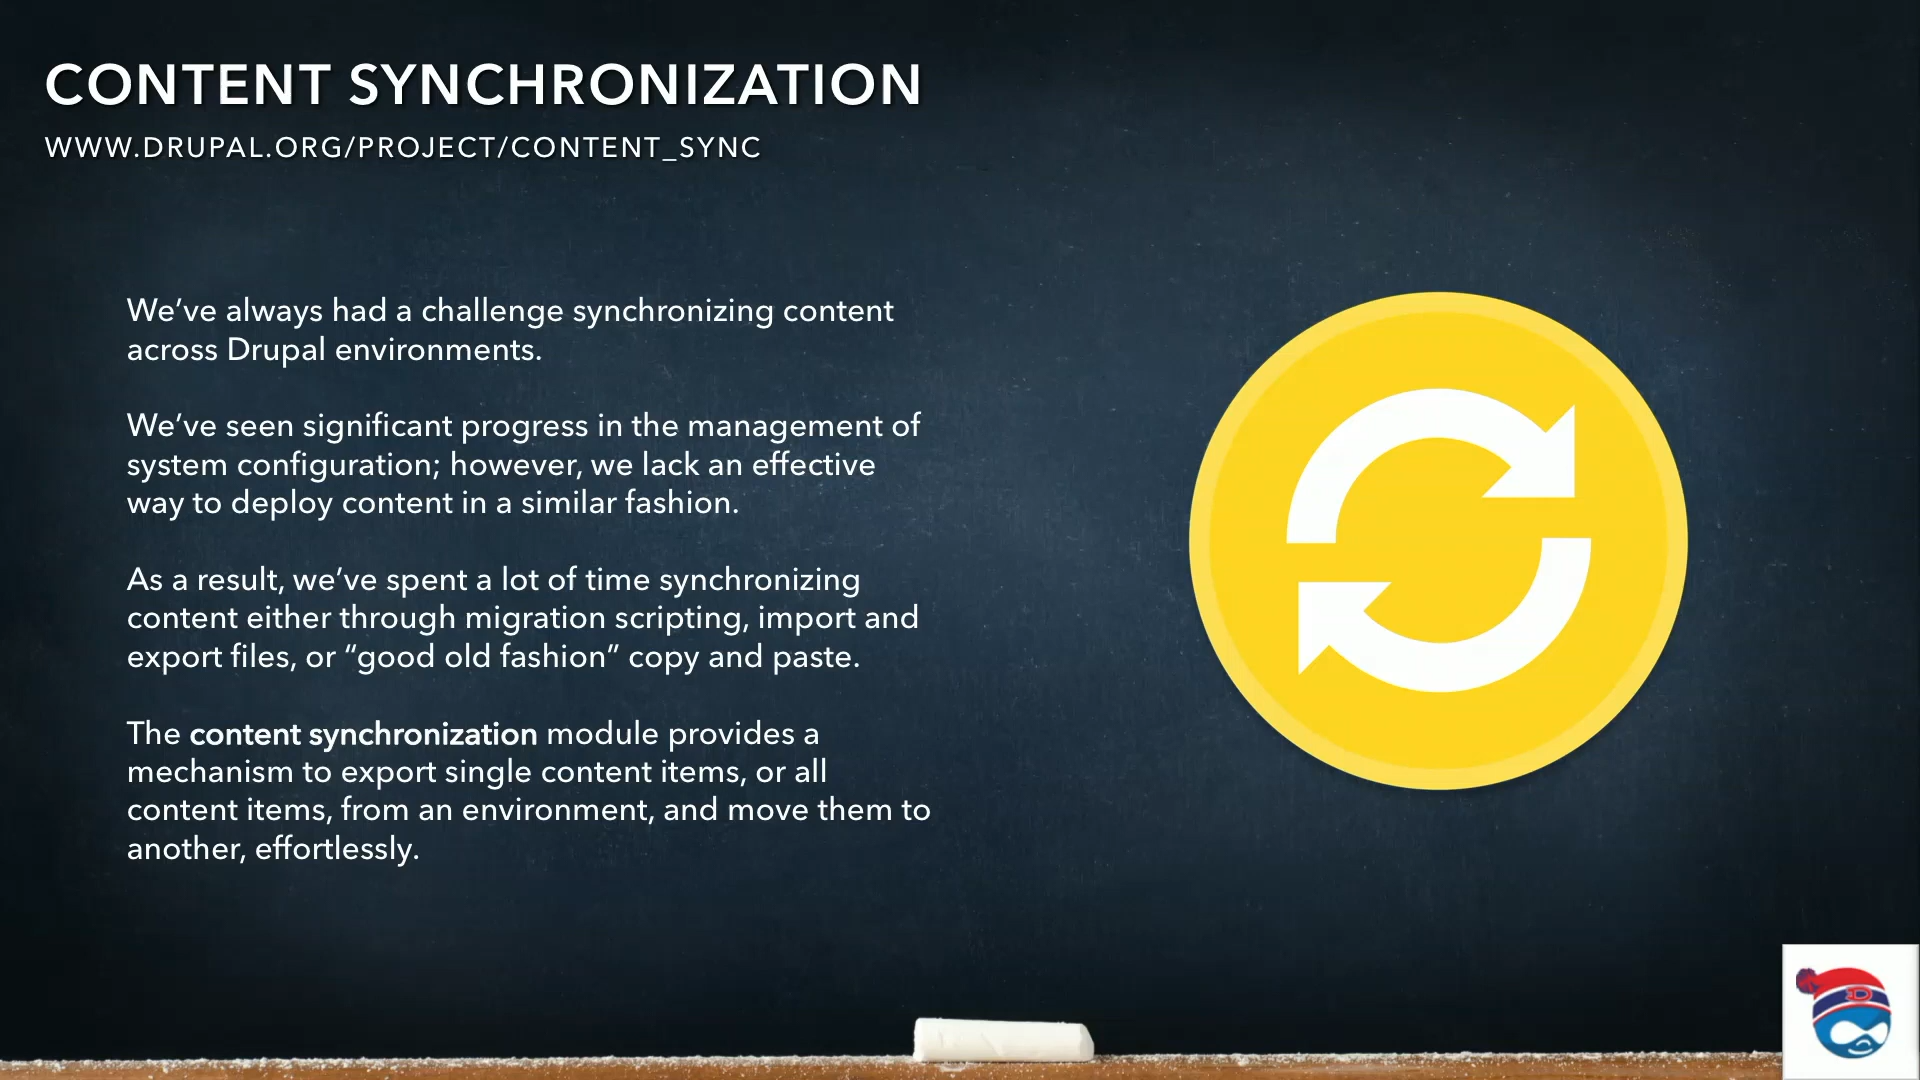 CONTENT SYNCHRONIZATION
WWW.DRUPAL.ORG/PROJECT/CONTENT_SYNC
We’ve always had a challenge synchronizing content
across Drupal environments.
We’ve seen significant progress in the management of
system configuration; however, we lack an effective
way to deploy content in a similar fashion.
As a result, we’ve spent a lot of time synchronizing
content either through migration scripting, import and
export files, or “good old fashion” copy and paste.
The content synchronization module provides a
mechanism to export single content items, or all
content items, from an environment, and move them to
another, effortlessly.